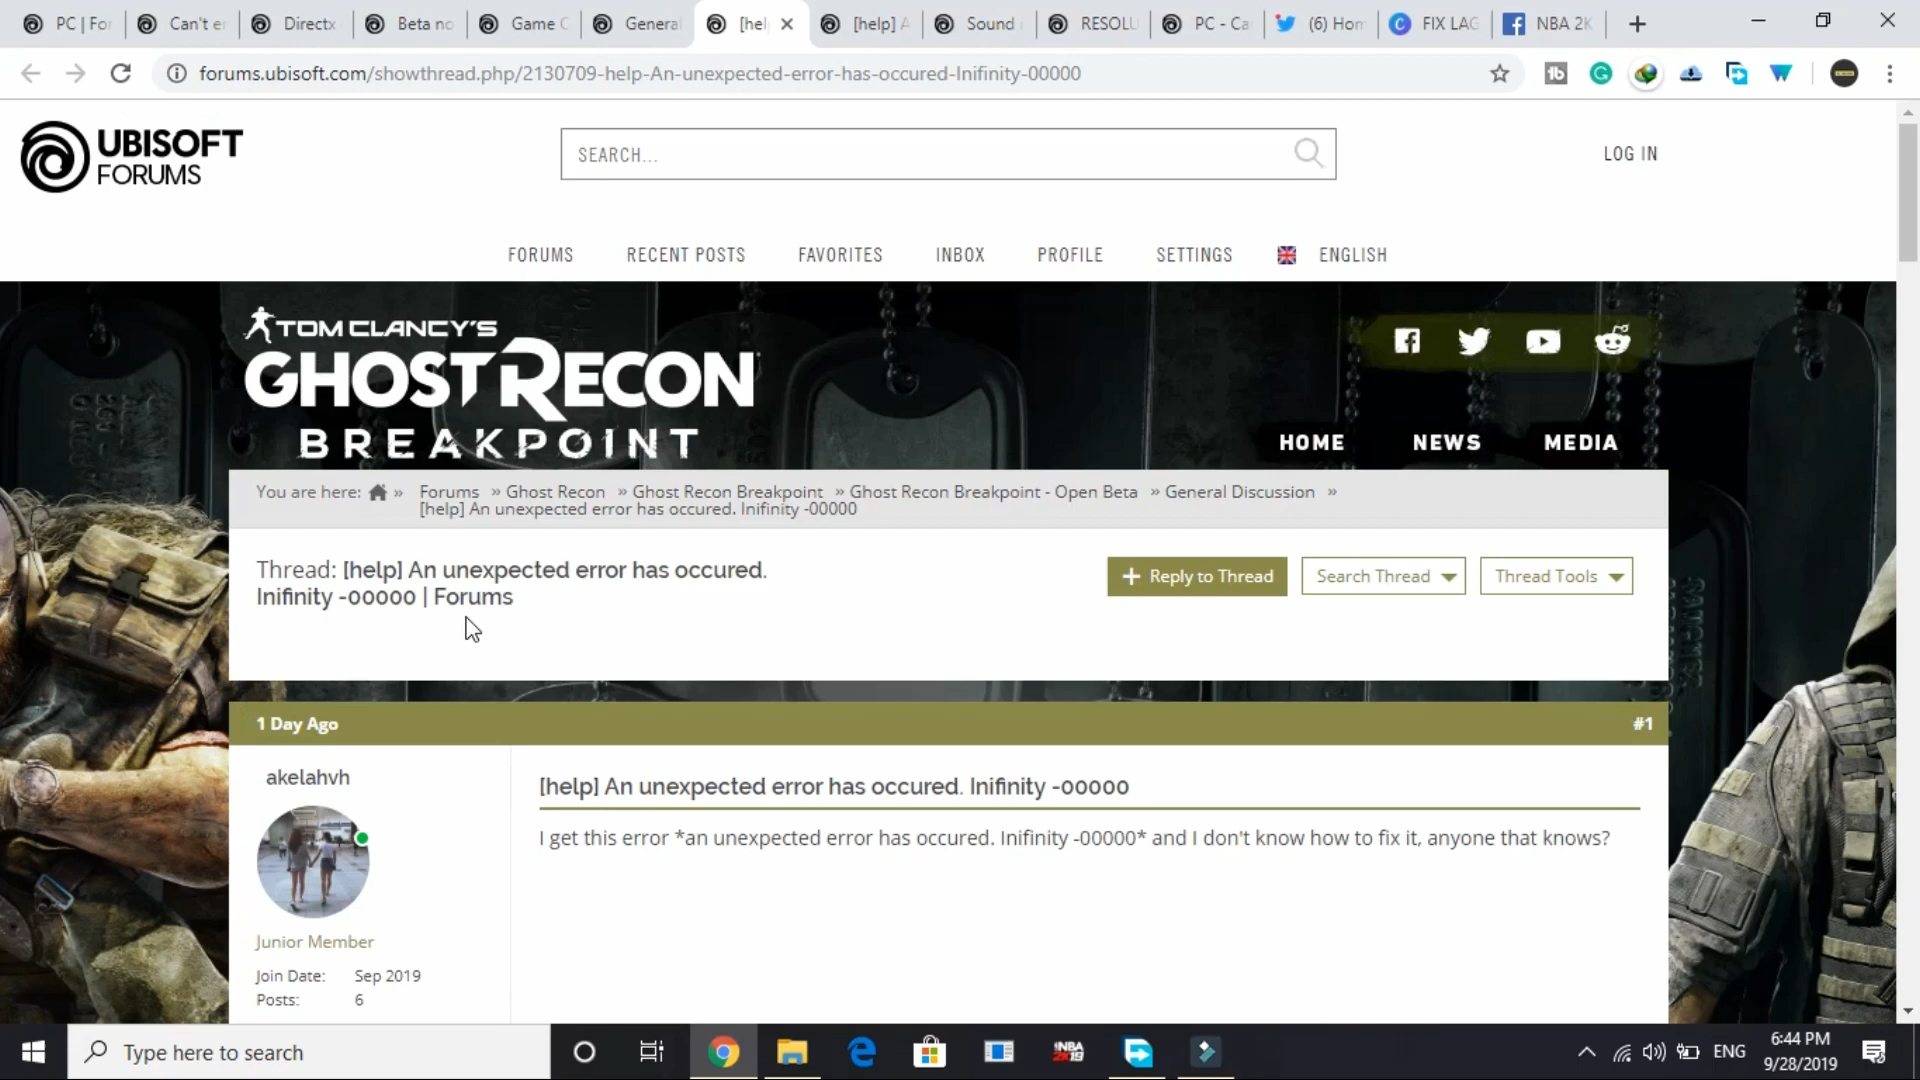 PC | For
Can't er
Directx
Beta no
Game C
General
[hel
[help] A
Sound
RESOLU
PC - Ca
(6) Hom
FIX LAG
NBA 2K
forums.ubisoft.com/showthread.php/2130709-help-An-unexpected-error-has-occured-Inifinity-00000
UBISOFT
FORUMS
SEARCH...
LOG IN
FORUMS RECENT POSTS FAVORITES INBOX PROFILE SETTINGS ENGLISH
TOM CLANCY'S
GHOST RECON
BREAKPOINT
HOME NEWS MEDIA
You are here: » Forums » Ghost Recon » Ghost Recon Breakpoint » Ghost Recon Breakpoint - Open Beta » General Discussion »
[help] An unexpected error has occured. Inifinity -00000
Thread: [help] An unexpected error has occured.
Inifinity -00000 | Forums
+ Reply to Thread
Search Thread
Thread Tools
1 Day Ago
#1
akelahvh
Junior Member
Join Date: Sep 2019
Posts: 6
[help] An unexpected error has occured. Inifinity -00000
I get this error *an unexpected error has occured. Inifinity -00000* and I don't know how to fix it, anyone that knows?
Type here to search
NBA
2K19
ENG
6:44 PM
9/28/2019